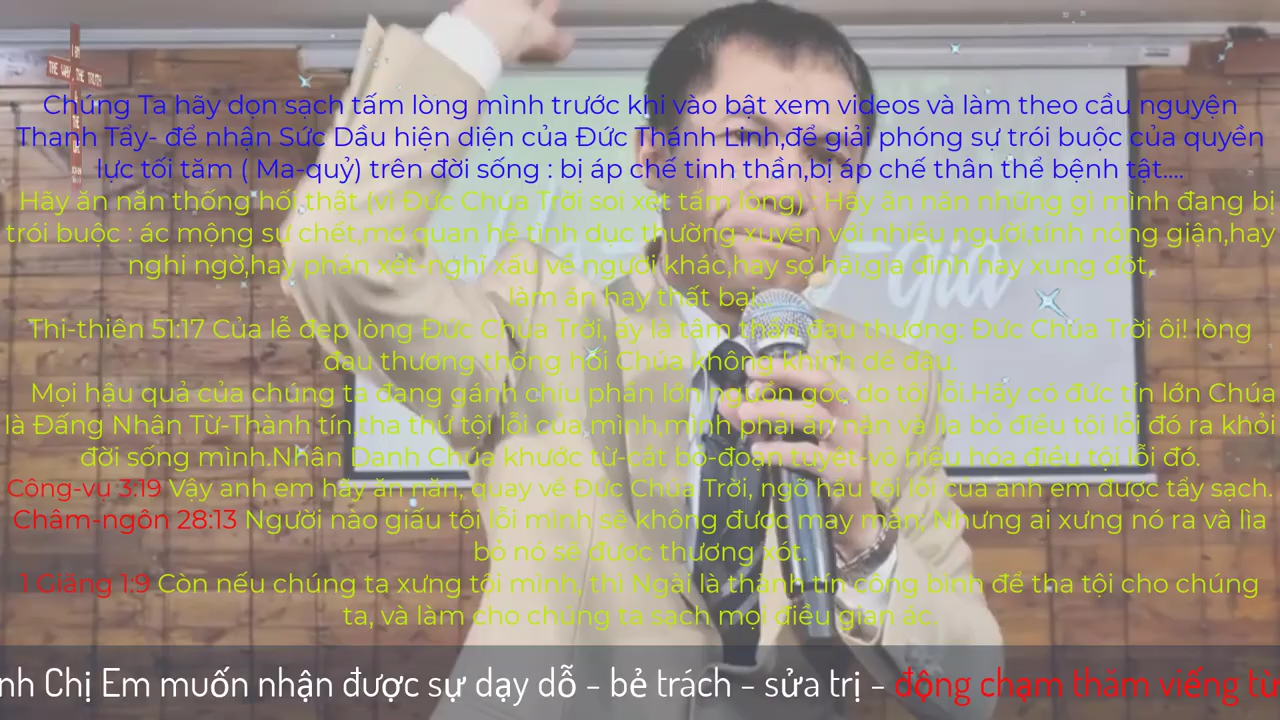 I AM
THE WAY, THE TRUTH
Chúng Ta hãy dọn sạch tấm lòng mình trước khi vào bật xem videos và làm theo cầu nguyện
Thanh Tẩy- để nhận Sức Dầu hiện diện của Đức Thánh Linh,để giải phóng sự trói buộc của quyền
lực tối tăm ( Ma-quỷ) trên đời sống : bị áp chế tinh thần,bị áp chế thân thể bệnh tật....
Hãy ăn năn thống hối thật (vì Đức Chúa Trời soi xét tấm lòng) : Hãy ăn năn những gì mình đang bị
trói buộc : ác mộng sự chết,mơ quan hệ tình dục thường xuyên với nhiều người,tính nóng giận,hay
nghi ngờ,hay phán xét-nghĩ xấu về người khác,hay sợ hãi,gia đình hay xung đột,
làm ăn hay thất bại...
Thi-thiên 51:17 Của lễ đẹp lòng Đức Chúa Trời, ấy là tâm thần đau thương: Đức Chúa Trời ôi! lòng
đau thương thống hối Chúa không khinh dể đâu.
Mọi hậu quả của chúng ta đang gánh chịu phần lớn nguồn gốc do tội lỗi.Hãy có đức tin lớn Chúa
là Đấng Nhân Từ-Thành tín,tha thứ tội lỗi của mình,mình phải ăn năn và lìa bỏ điều tội lỗi đó ra khỏi
đời sống mình.Nhân Danh Chúa khước từ-cắt bỏ-đoạn tuyệt-vô hiệu hóa điều tội lỗi đó.
Công-vụ 3:19 Vậy anh em hãy ăn năn, quay về Đức Chúa Trời, ngõ hầu tội lỗi của anh em được tẩy sạch.
Châm-ngôn 28:13 Người nào giấu tội lỗi mình sẽ không được may mắn; Nhưng ai xưng nó ra và lìa
bỏ nó sẽ được thương xót.
1 Giăng 1:9 Còn nếu chúng ta xưng tội mình, thì Ngài là thành tín công bình để tha tội cho chúng
ta, và làm cho chúng ta sạch mọi điều gian ác.
nh Chị Em muốn nhận được sự dạy dỗ - bẻ trách - sửa trị - động chạm thăm viếng từ